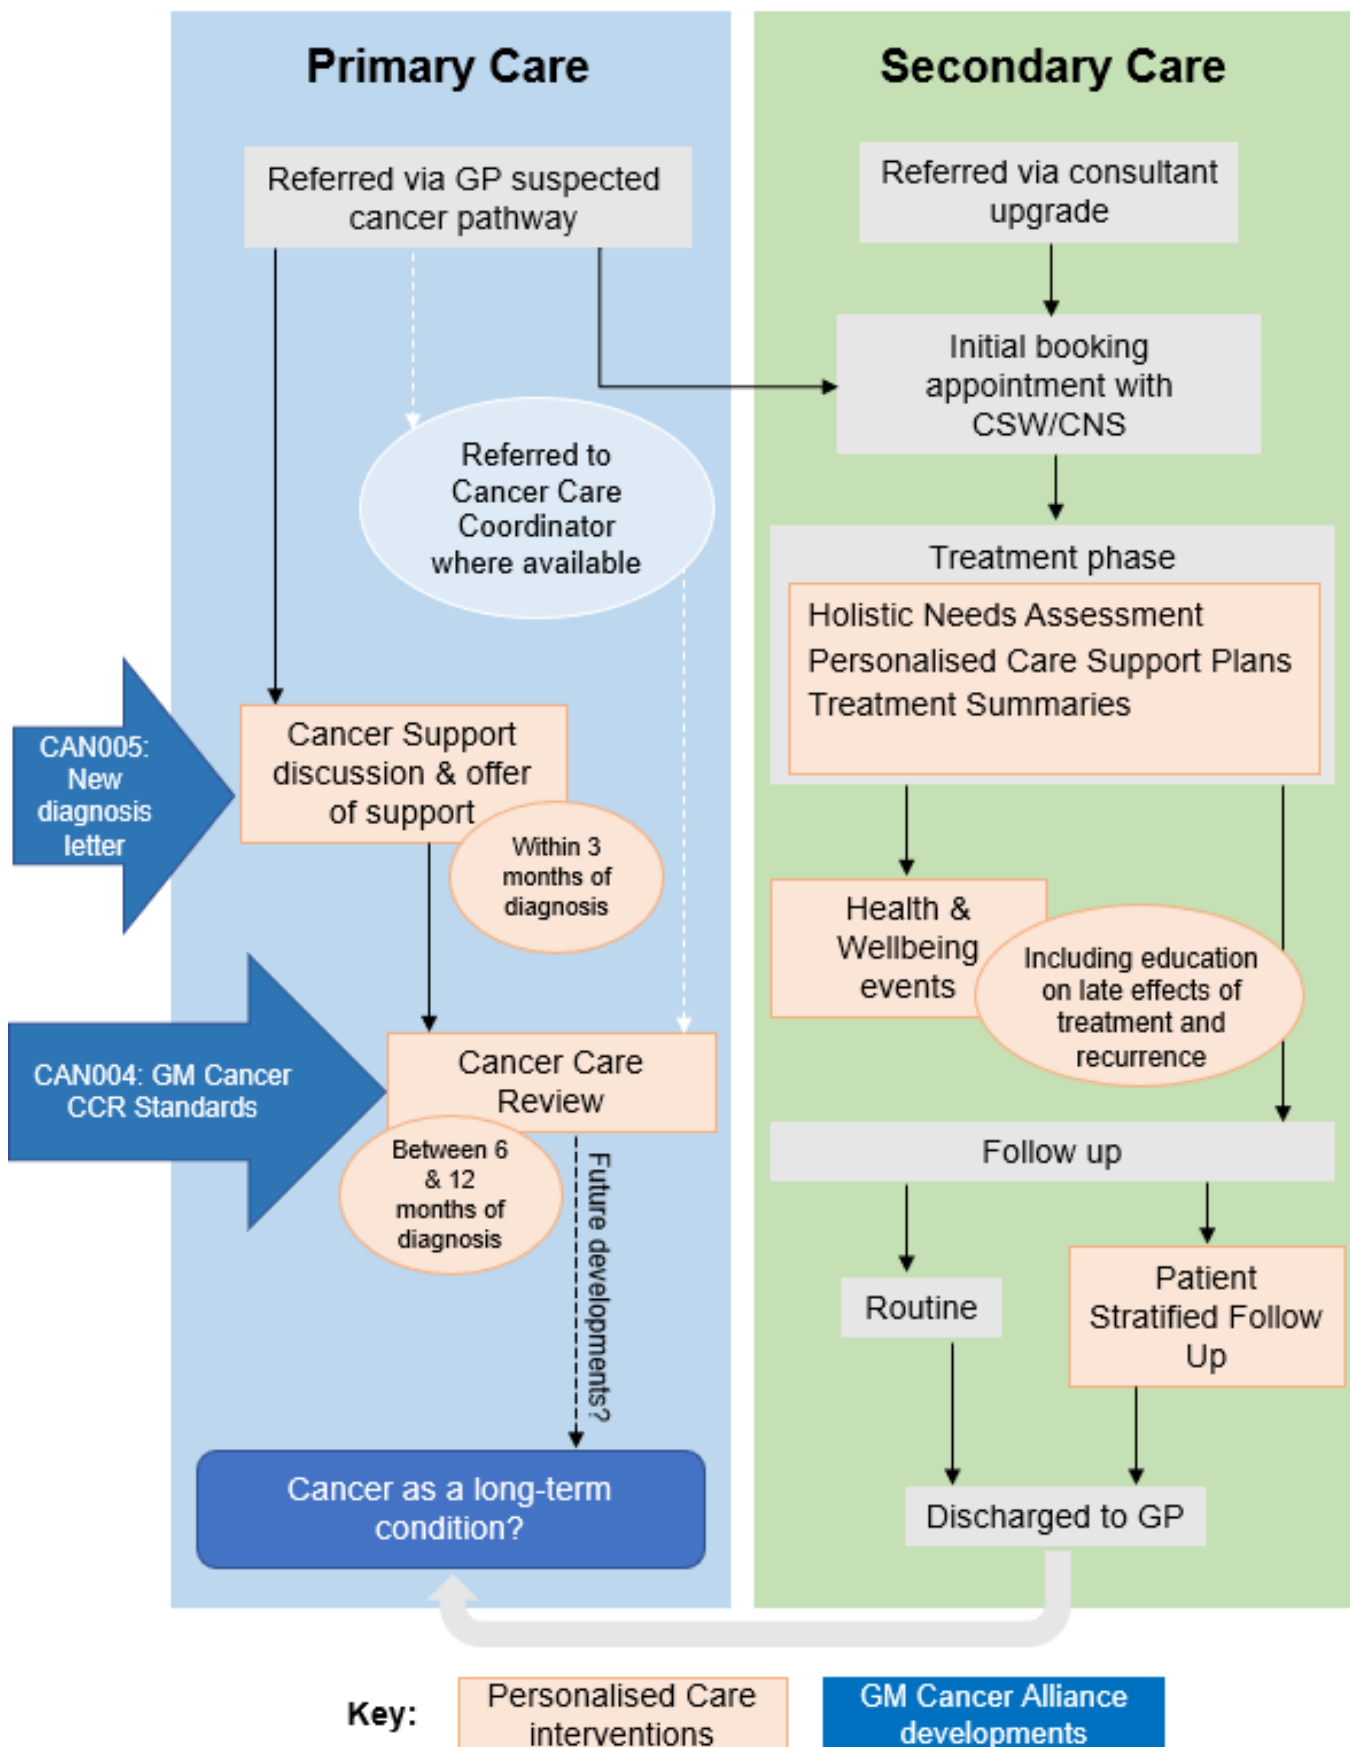 Primary Care
Referred via GP suspected
cancer pathway
Referred to
Cancer Care
Coordinator
where available
CAN005:
New
diagnosis
letter
Cancer Support
discussion & offer
of support
Within 3
months of
diagnosis
CAN004: GM Cancer
CCR Standards
Cancer Care
Review
Between 6
& 12
months of
diagnosis
Future developments?
Cancer as a long-term
condition?
Secondary Care
Referred via consultant
upgrade
Initial booking
appointment with
CSW/CNS
Treatment phase
Holistic Needs Assessment
Personalised Care Support Plans
Treatment Summaries
Health &
Wellbeing
events
Including education
on late effects of
treatment and
recurrence
Follow up
Routine
Patient
Stratified Follow
Up
Discharged to GP
Key:
Personalised Care
interventions
GM Cancer Alliance
developments